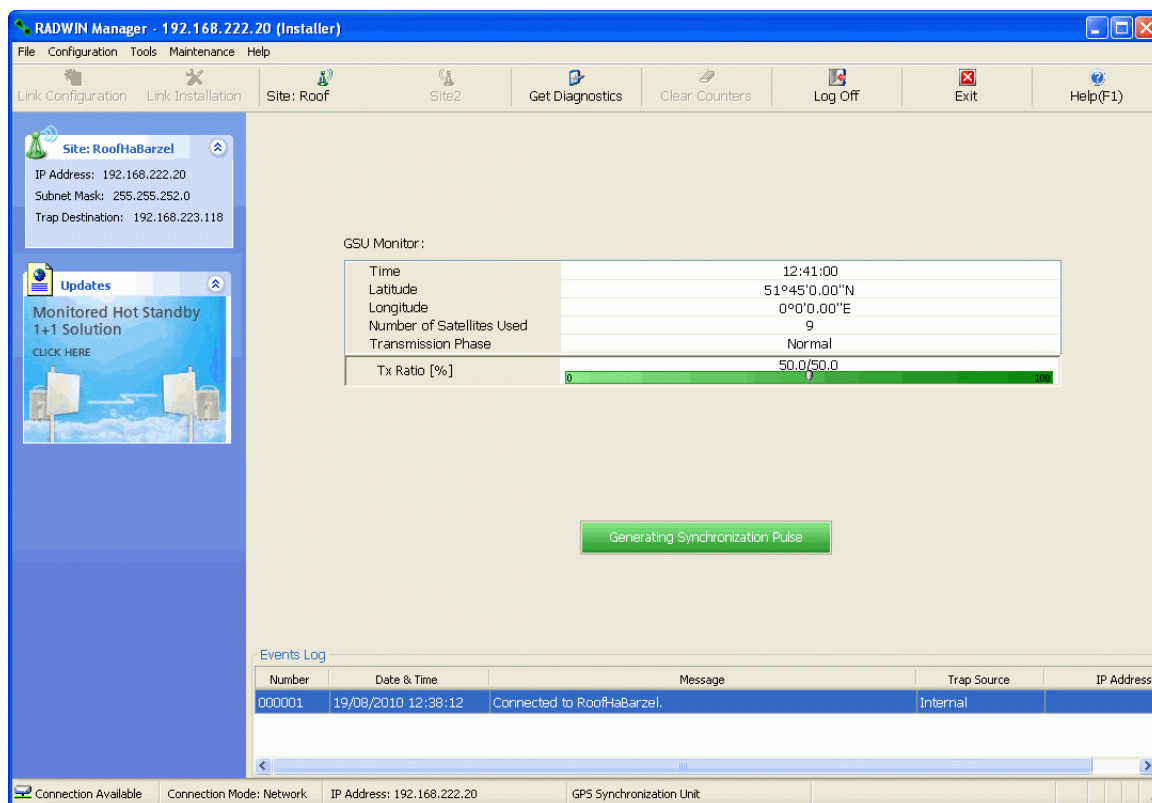 RADWIN Manager - 192.168.222.20 (Installer)
File Configuration Tools Maintenance Help
Link Configuration Link Installation Site: Roof Site2 Get Diagnostics Clear Counters Log Off Exit Help(F1)
Site: RoofHaBarzel
IP Address: 192.168.222.20
Subnet Mask: 255.255.252.0
Trap Destination: 192.168.223.118
Updates
Monitored Hot Standby
1+1 Solution
CLICK HERE
GSU Monitor:
Time 12:41:00
Latitude 51°45'0.00"N
Longitude 0°0'0.00"E
Number of Satellites Used 9
Transmission Phase Normal
Tx Ratio [%] 50.0/50.0
0 100
Generating Synchronization Pulse
Events Log
Number Date & Time Message Trap Source IP Address
000001 19/08/2010 12:38:12 Connected to RoofHaBarzel. Internal
Connection Available Connection Mode: Network IP Address: 192.168.222.20 GPS Synchronization Unit